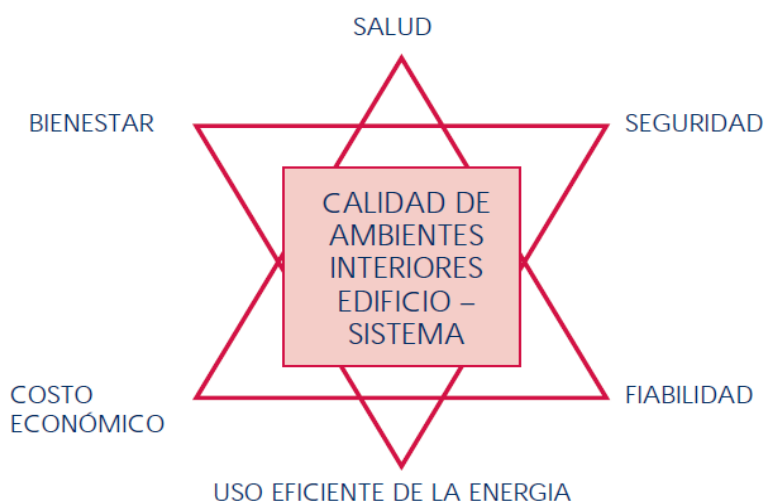 SALUD
BIENESTAR
SEGURIDAD
CALIDAD DE
AMBIENTES
INTERIORES
EDIFICIO –
SISTEMA
COSTO
ECONÓMICO
FIABILIDAD
USO EFICIENTE DE LA ENERGIA